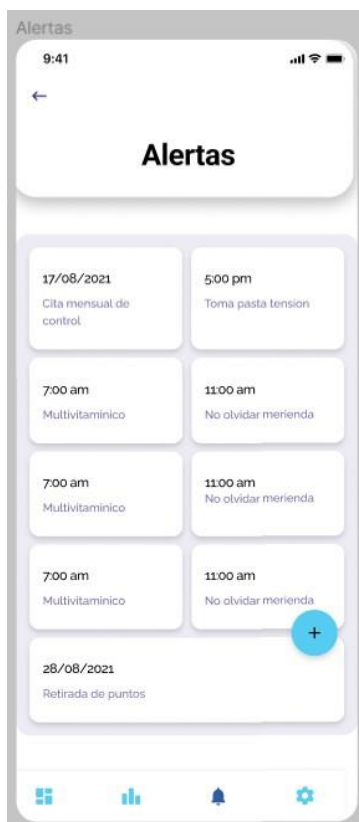 Alertas
9:41
Alertas
17/08/2021
Cita mensual de
control
5:00 pm
Toma pasta tension
7:00 am
Multivitaminico
11:00 am
No olvidar merienda
7:00 am
Multivitaminico
11:00 am
No olvidar merienda
7:00 am
Multivitaminico
11:00 am
No olvidar merienda
+
28/08/2021
Retirada de puntos